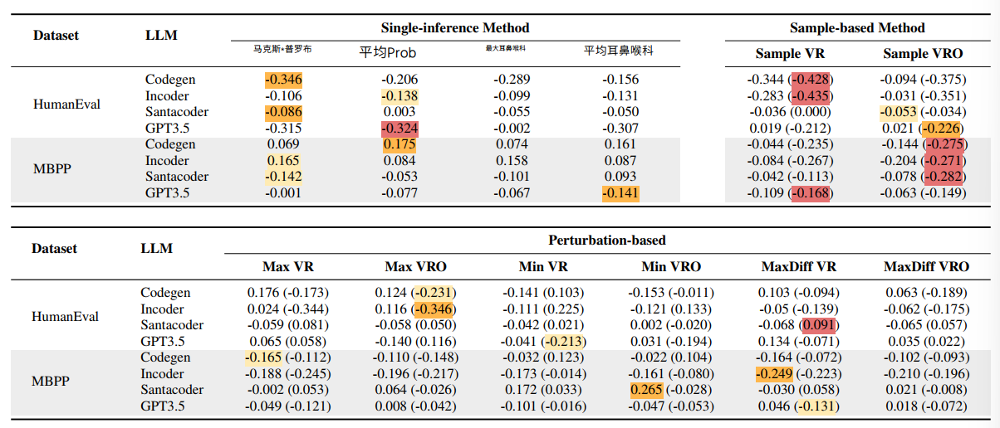 Dataset LLM Single-inference Method Sample-based Method
马克斯*普罗布 平均Prob 最大耳鼻喉科 平均耳鼻喉科 Sample VR Sample VRO
HumanEval
Codegen -0.346 -0.206 -0.289 -0.156 -0.344 (-0.428) -0.094 (-0.375)
Incoder -0.106 -0.138 -0.099 -0.131 -0.283 (-0.435) -0.031 (-0.351)
Santacoder -0.086 0.003 -0.055 -0.050 -0.036 (0.000) -0.053 (-0.034)
GPT3.5 -0.315 -0.324 -0.002 -0.307 0.019 (-0.212) 0.021 (-0.226)
MBPP
Codegen 0.069 0.175 0.074 0.161 -0.044 (-0.235) -0.144 (-0.275)
Incoder 0.165 0.084 0.158 0.087 -0.084 (-0.267) -0.204 (-0.271)
Santacoder -0.142 -0.053 -0.101 0.093 -0.042 (-0.113) -0.078 (-0.282)
GPT3.5 -0.001 -0.077 -0.067 -0.141 -0.109 (-0.168) -0.063 (-0.149)
Dataset LLM Perturbation-based
Max VR Max VRO Min VR Min VRO MaxDiff VR MaxDiff VRO
HumanEval
Codegen 0.176 (-0.173) 0.124 (-0.231) -0.141 (0.103) -0.153 (-0.011) 0.103 (-0.094) 0.063 (-0.189)
Incoder 0.024 (-0.344) 0.116 (-0.346) -0.111 (0.225) -0.121 (0.133) -0.05 (-0.139) -0.062 (-0.175)
Santacoder -0.059 (0.081) -0.058 (0.050) -0.042 (0.021) 0.002 (-0.020) -0.068 (0.091) -0.065 (0.057)
GPT3.5 0.065 (0.058) -0.140 (0.116) -0.041 (-0.213) 0.031 (-0.194) 0.134 (-0.071) 0.035 (0.022)
MBPP
Codegen -0.165 (-0.112) -0.110 (-0.148) -0.032 (0.123) -0.022 (0.104) -0.164 (-0.072) -0.102 (-0.093)
Incoder -0.188 (-0.245) -0.196 (-0.217) -0.173 (-0.014) -0.161 (-0.080) -0.249 (-0.223) -0.210 (-0.196)
Santacoder -0.002 (0.053) 0.064 (-0.026) 0.172 (0.033) 0.265 (-0.028) -0.030 (0.058) 0.021 (-0.008)
GPT3.5 -0.049 (-0.121) 0.008 (-0.042) -0.101 (-0.016) -0.047 (-0.053) 0.046 (-0.131) 0.018 (-0.072)